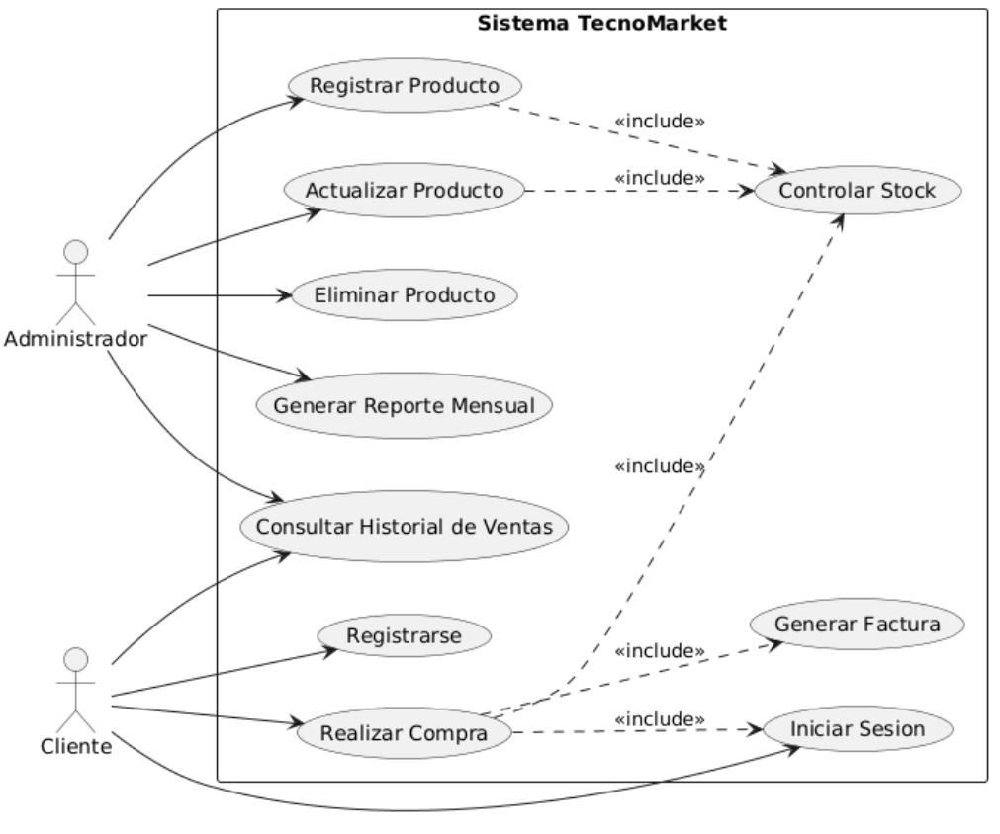 Sistema TecnoMarket
Registrar Producto
«include»
Actualizar Producto
«include»
Controlar Stock
Eliminar Producto
Administrador
Generar Reporte Mensual
«include»
Consultar Historial de Ventas
Generar Factura
Registrarse
«include»
«include»
Realizar Compra
Iniciar Sesion
Cliente